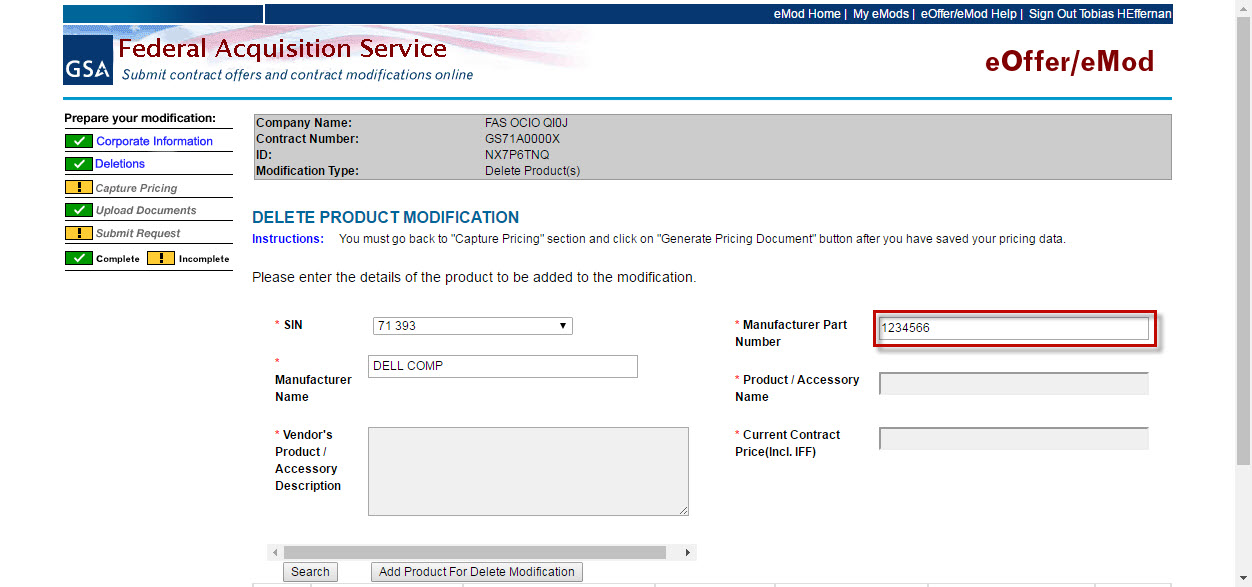 eMod Home | My eMods | eOffer/eMod Help | Sign Out Tobias HEffernan
GSA
Federal Acquisition Service
Submit contract offers and contract modifications online
eOffer/eMod
Prepare your modification:
Corporate Information
Deletions
! Capture Pricing
Upload Documents
! Submit Request
Complete ! Incomplete
Company Name: FAS OCIO QI0J
Contract Number: GS71A0000X
ID: NX7P6TNQ
Modification Type: Delete Product(s)
DELETE PRODUCT MODIFICATION
Instructions: You must go back to "Capture Pricing" section and click on "Generate Pricing Document" button after you have saved your pricing data.
Please enter the details of the product to be added to the modification.
* SIN 71 393
* Manufacturer Part
Number
1234566
*
Manufacturer
Name
DELL COMP
* Product / Accessory
Name
* Vendor's
Product /
Accessory
Description
* Current Contract
Price(Incl. IFF)
Search Add Product For Delete Modification